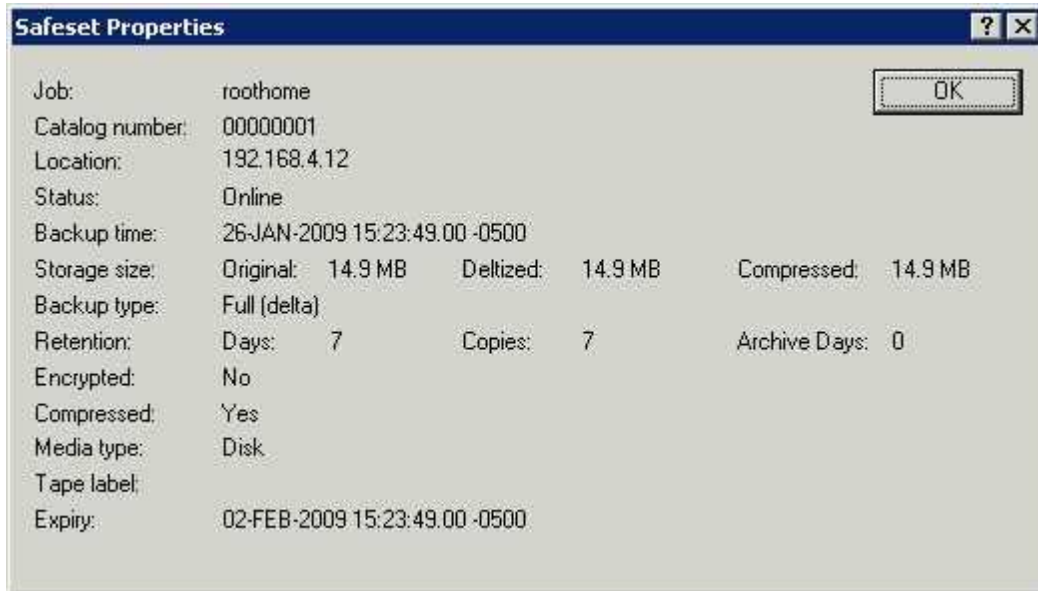 Safeset Properties
Job: roothome
OK
Catalog number: 00000001
Location: 192.168.4.12
Status: Online
Backup time: 26-JAN-2009 15:23:49.00 -0500
Storage size: Original: 14.9 MB Deltized: 14.9 MB Compressed: 14.9 MB
Backup type: Full (delta)
Retention: Days: 7 Copies: 7 Archive Days: 0
Encrypted: No
Compressed: Yes
Media type: Disk
Tape label:
Expiry: 02-FEB-2009 15:23:49.00 -0500